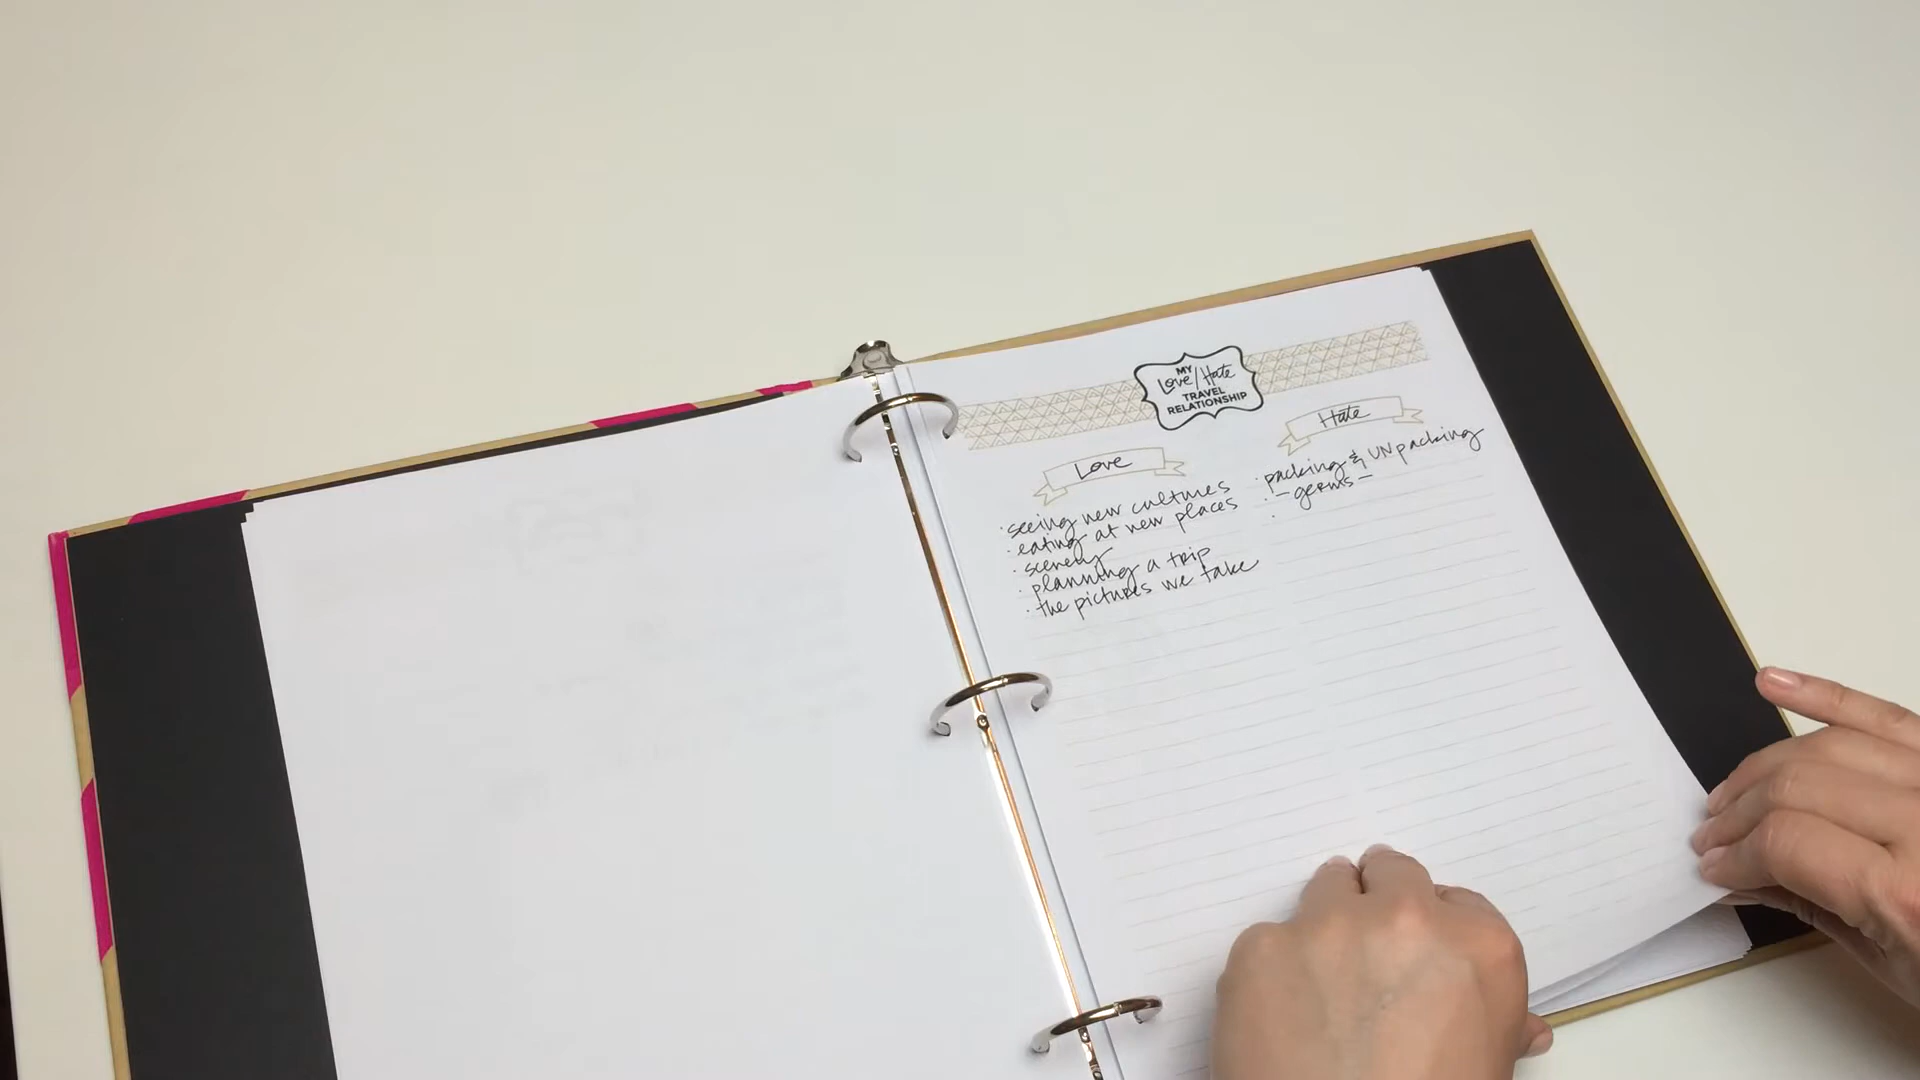 MY
Love/Hate
TRAVEL
RELATIONSHIP
Love
· seeing new cultures
· eating at new places
· scenery
· planning a trip
· the pictures we take
Hate
· packing & UNpacking
· - germs -
·